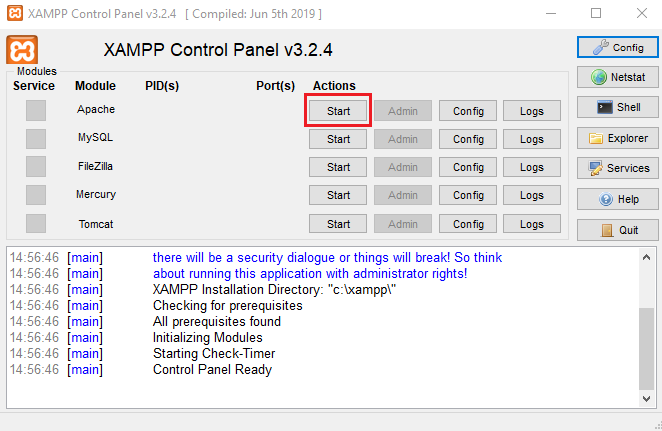 XAMPP Control Panel v3.2.4 [ Compiled: Jun 5th 2019 ]
XAMPP Control Panel v3.2.4
Config
Modules
Service Module PID(s) Port(s) Actions
Netstat
Apache Start Admin Config Logs
Shell
MySQL Start Admin Config Logs
Explorer
FileZilla Start Admin Config Logs
Services
Mercury Start Admin Config Logs
Help
Tomcat Start Admin Config Logs
Quit
14:56:46 [main] there will be a security dialogue or things will break! So think
14:56:46 [main] about running this application with administrator rights!
14:56:46 [main] XAMPP Installation Directory: "c:\xampp\"
14:56:46 [main] Checking for prerequisites
14:56:46 [main] All prerequisites found
14:56:46 [main] Initializing Modules
14:56:46 [main] Starting Check-Timer
14:56:46 [main] Control Panel Ready